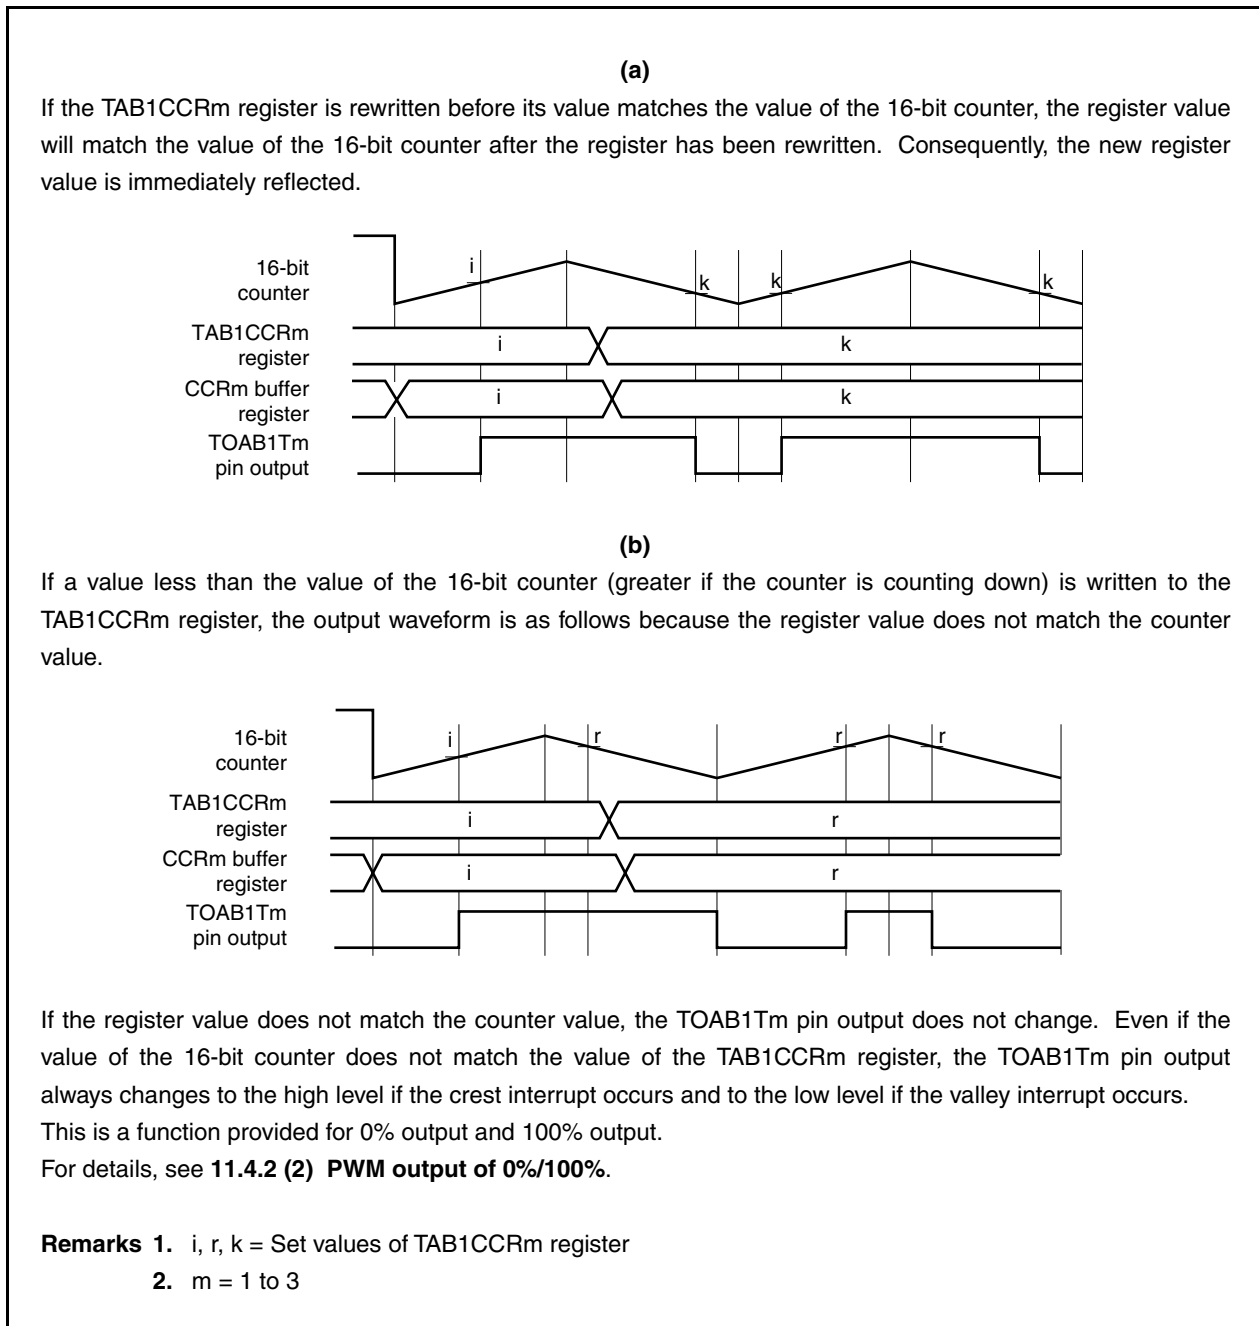 (a)
If the TAB1CCRm register is rewritten before its value matches the value of the 16-bit counter, the register value
will match the value of the 16-bit counter after the register has been rewritten. Consequently, the new register
value is immediately reflected.
16-bit
counter
i
k
k
k
TAB1CCRm
register
i
k
CCRm buffer
register
i
k
TOAB1Tm
pin output
(b)
If a value less than the value of the 16-bit counter (greater if the counter is counting down) is written to the
TAB1CCRm register, the output waveform is as follows because the register value does not match the counter
value.
16-bit
counter
i
r
r
r
TAB1CCRm
register
i
r
CCRm buffer
register
i
r
TOAB1Tm
pin output
If the register value does not match the counter value, the TOAB1Tm pin output does not change. Even if the
value of the 16-bit counter does not match the value of the TAB1CCRm register, the TOAB1Tm pin output
always changes to the high level if the crest interrupt occurs and to the low level if the valley interrupt occurs.
This is a function provided for 0% output and 100% output.
For details, see 11.4.2 (2) PWM output of 0%/100%.
Remarks 1. i, r, k = Set values of TAB1CCRm register
2. m = 1 to 3